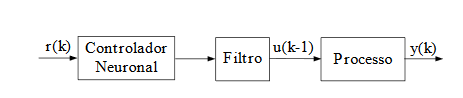 r(k)
Controlador
Neuronal
Filtro
u(k-1)
Processo
y(k)